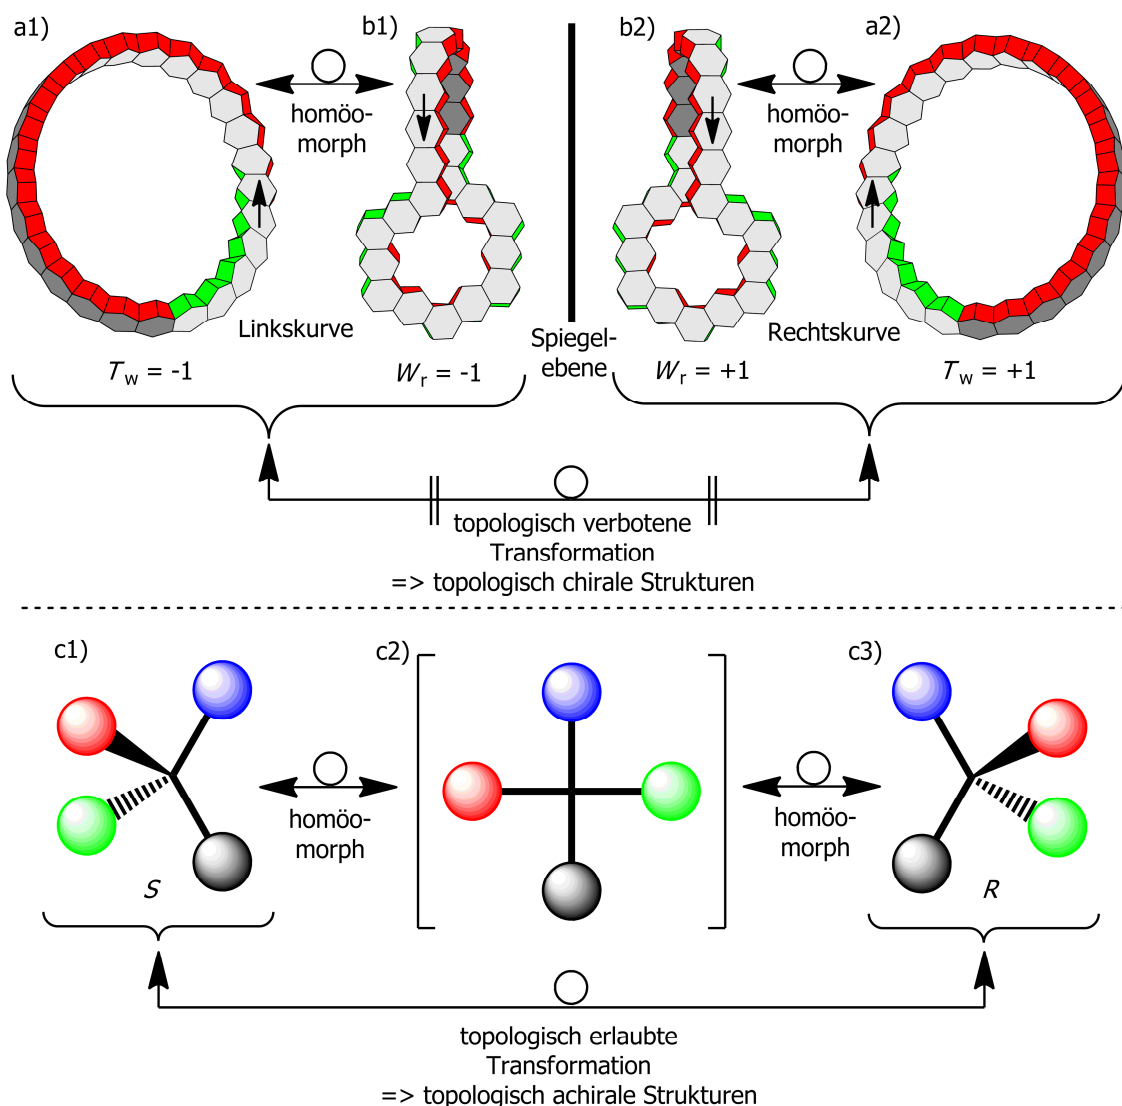 a1)
b1)
b2)
a2)
homöo-
morph
homöo-
morph
Linkskurve
Spiegel-
ebene
Rechtskurve
Tw = -1
Wr = -1
Wr = +1
Tw = +1
topologisch verbotene
Transformation
=> topologisch chirale Strukturen
c1)
c2)
c3)
homöo-
morph
homöo-
morph
S
R
topologisch erlaubte
Transformation
=> topologisch achirale Strukturen